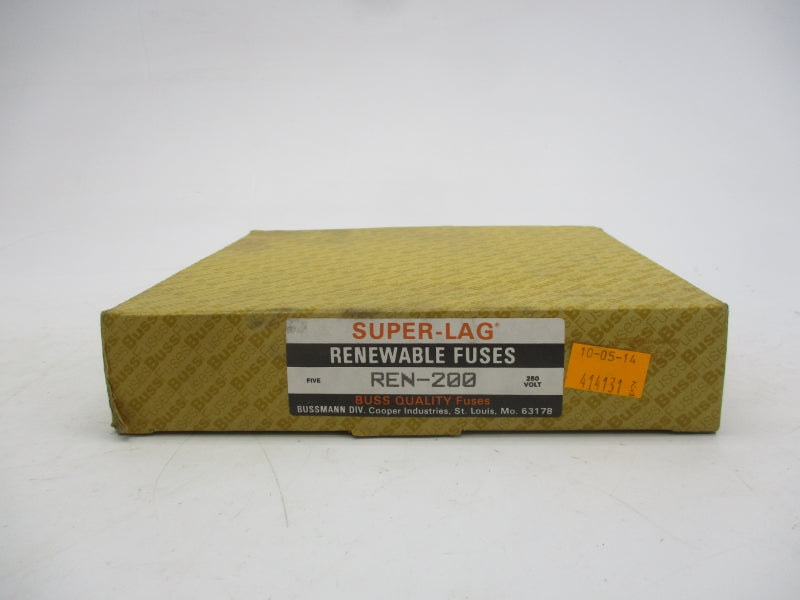 SUPER-LAG®
RENEWABLE FUSES
FIVE REN-200 250 VOLT
BUSS QUALITY Fuses
BUSSMANN DIV. Cooper Industries, St. Louis, Mo. 63178
10-05-14
414131
Buss